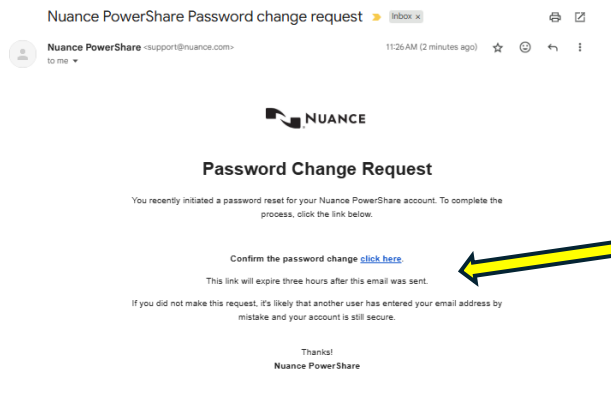 Nuance PowerShare Password change request Inbox x
Nuance PowerShare <support@nuance.com> 11:26 AM (2 minutes ago)
to me
NUANCE
Password Change Request
You recently initiated a password reset for your Nuance PowerShare account. To complete the
process, click the link below.
Confirm the password change click here.
This link will expire three hours after this email was sent.
If you did not make this request, it's likely that another user has entered your email address by
mistake and your account is still secure.
Thanks!
Nuance PowerShare